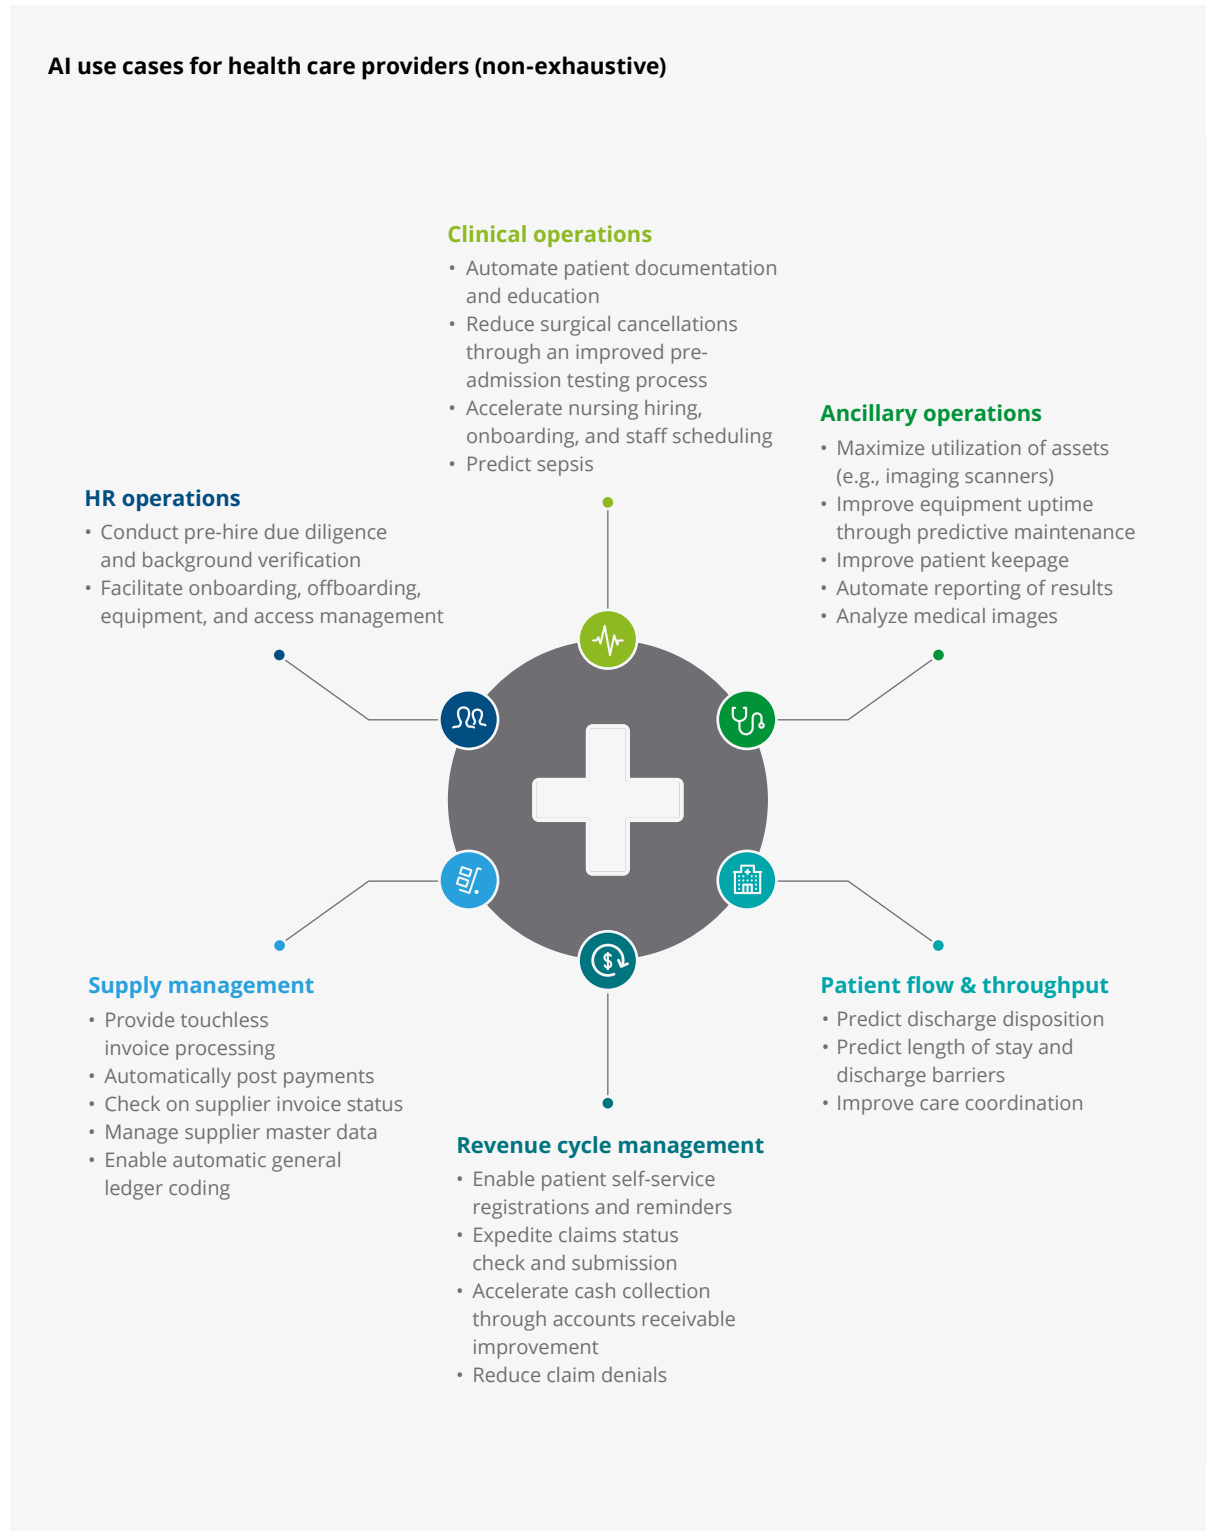 AI use cases for health care providers (non-exhaustive)
Clinical operations
• Automate patient documentation
and education
• Reduce surgical cancellations
through an improved pre-
admission testing process
• Accelerate nursing hiring,
onboarding, and staff scheduling
• Predict sepsis
Ancillary operations
• Maximize utilization of assets
(e.g., imaging scanners)
• Improve equipment uptime
through predictive maintenance
• Improve patient keepage
• Automate reporting of results
• Analyze medical images
HR operations
• Conduct pre-hire due diligence
and background verification
• Facilitate onboarding, offboarding,
equipment, and access management
$
Supply management
• Provide touchless
invoice processing
• Automatically post payments
• Check on supplier invoice status
• Manage supplier master data
• Enable automatic general
ledger coding
Patient flow & throughput
• Predict discharge disposition
• Predict length of stay and
discharge barriers
• Improve care coordination
Revenue cycle management
• Enable patient self-service
registrations and reminders
• Expedite claims status
check and submission
• Accelerate cash collection
through accounts receivable
improvement
• Reduce claim denials